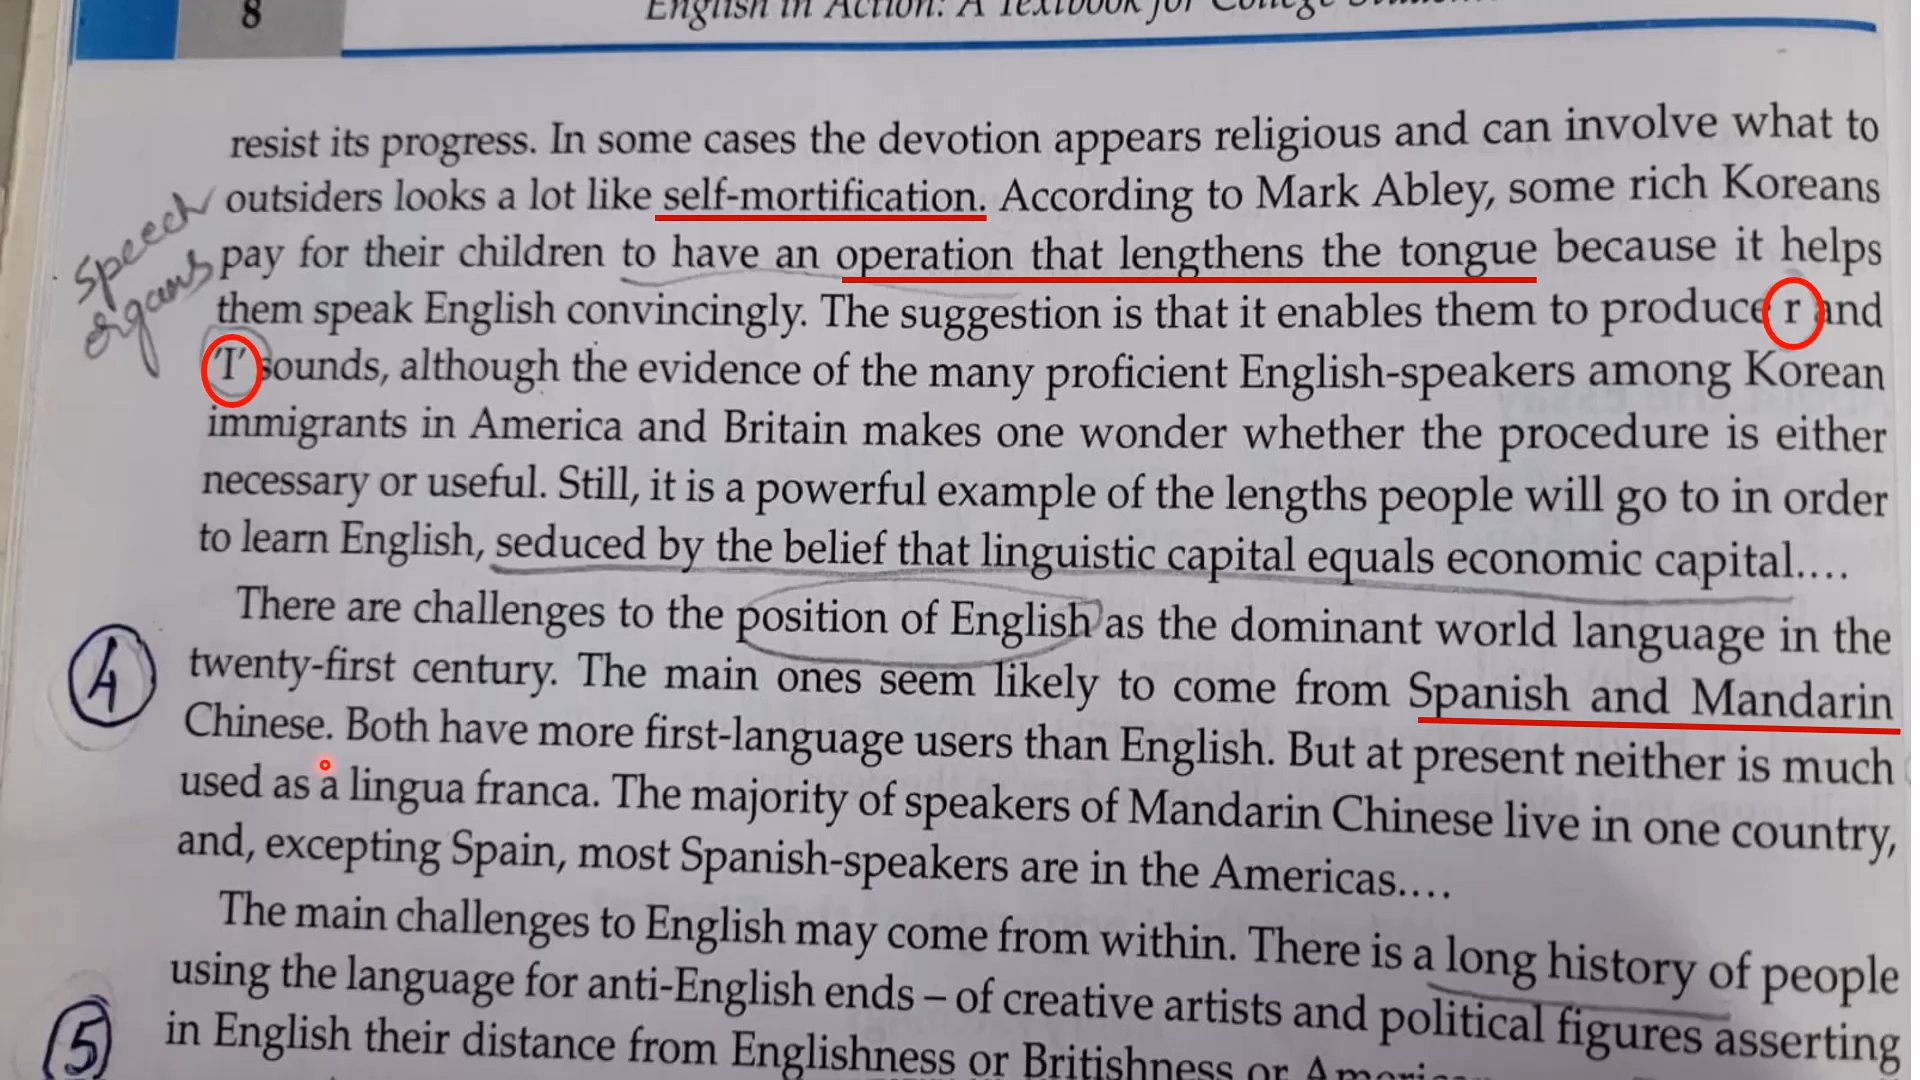 8
English in Action: A Textbook for College
resist its progress. In some cases the devotion appears religious and can involve what to
outsiders looks a lot like self-mortification. According to Mark Abley, some rich Koreans
pay for their children to have an operation that lengthens the tongue because it helps
them speak English convincingly. The suggestion is that it enables them to produce r and
'I' sounds, although the evidence of the many proficient English-speakers among Korean
immigrants in America and Britain makes one wonder whether the procedure is either
necessary or useful. Still, it is a powerful example of the lengths people will go to in order
to learn English, seduced by the belief that linguistic capital equals economic capital....
Speech
organs
There are challenges to the position of English as the dominant world language in the
twenty-first century. The main ones seem likely to come from Spanish and Mandarin
Chinese. Both have more first-language users than English. But at present neither is much
used as a lingua franca. The majority of speakers of Mandarin Chinese live in one country,
and, excepting Spain, most Spanish-speakers are in the Americas....
4
The main challenges to English may come from within. There is a long history of people
using the language for anti-English ends – of creative artists and political figures asserting
in English their distance from Englishness or Britishness or
5